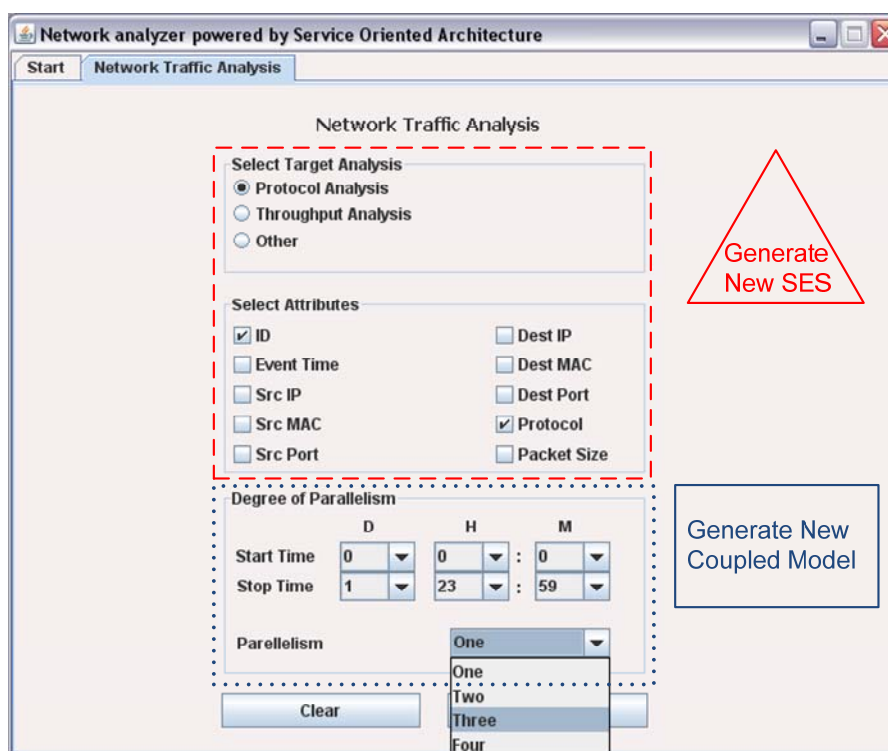 Network analyzer powered by Service Oriented Architecture
Start Network Traffic Analysis
Network Traffic Analysis
Select Target Analysis
Protocol Analysis
Throughput Analysis
Other
Generate
New SES
Select Attributes
ID Dest IP
Event Time Dest MAC
Src IP Dest Port
Src MAC Protocol
Src Port Packet Size
Degree of Parallelism
D H M
Start Time 0 0 : 0
Stop Time 1 23 : 59
Generate New
Coupled Model
Parellelism One
One
Two
Clear
Three
Four